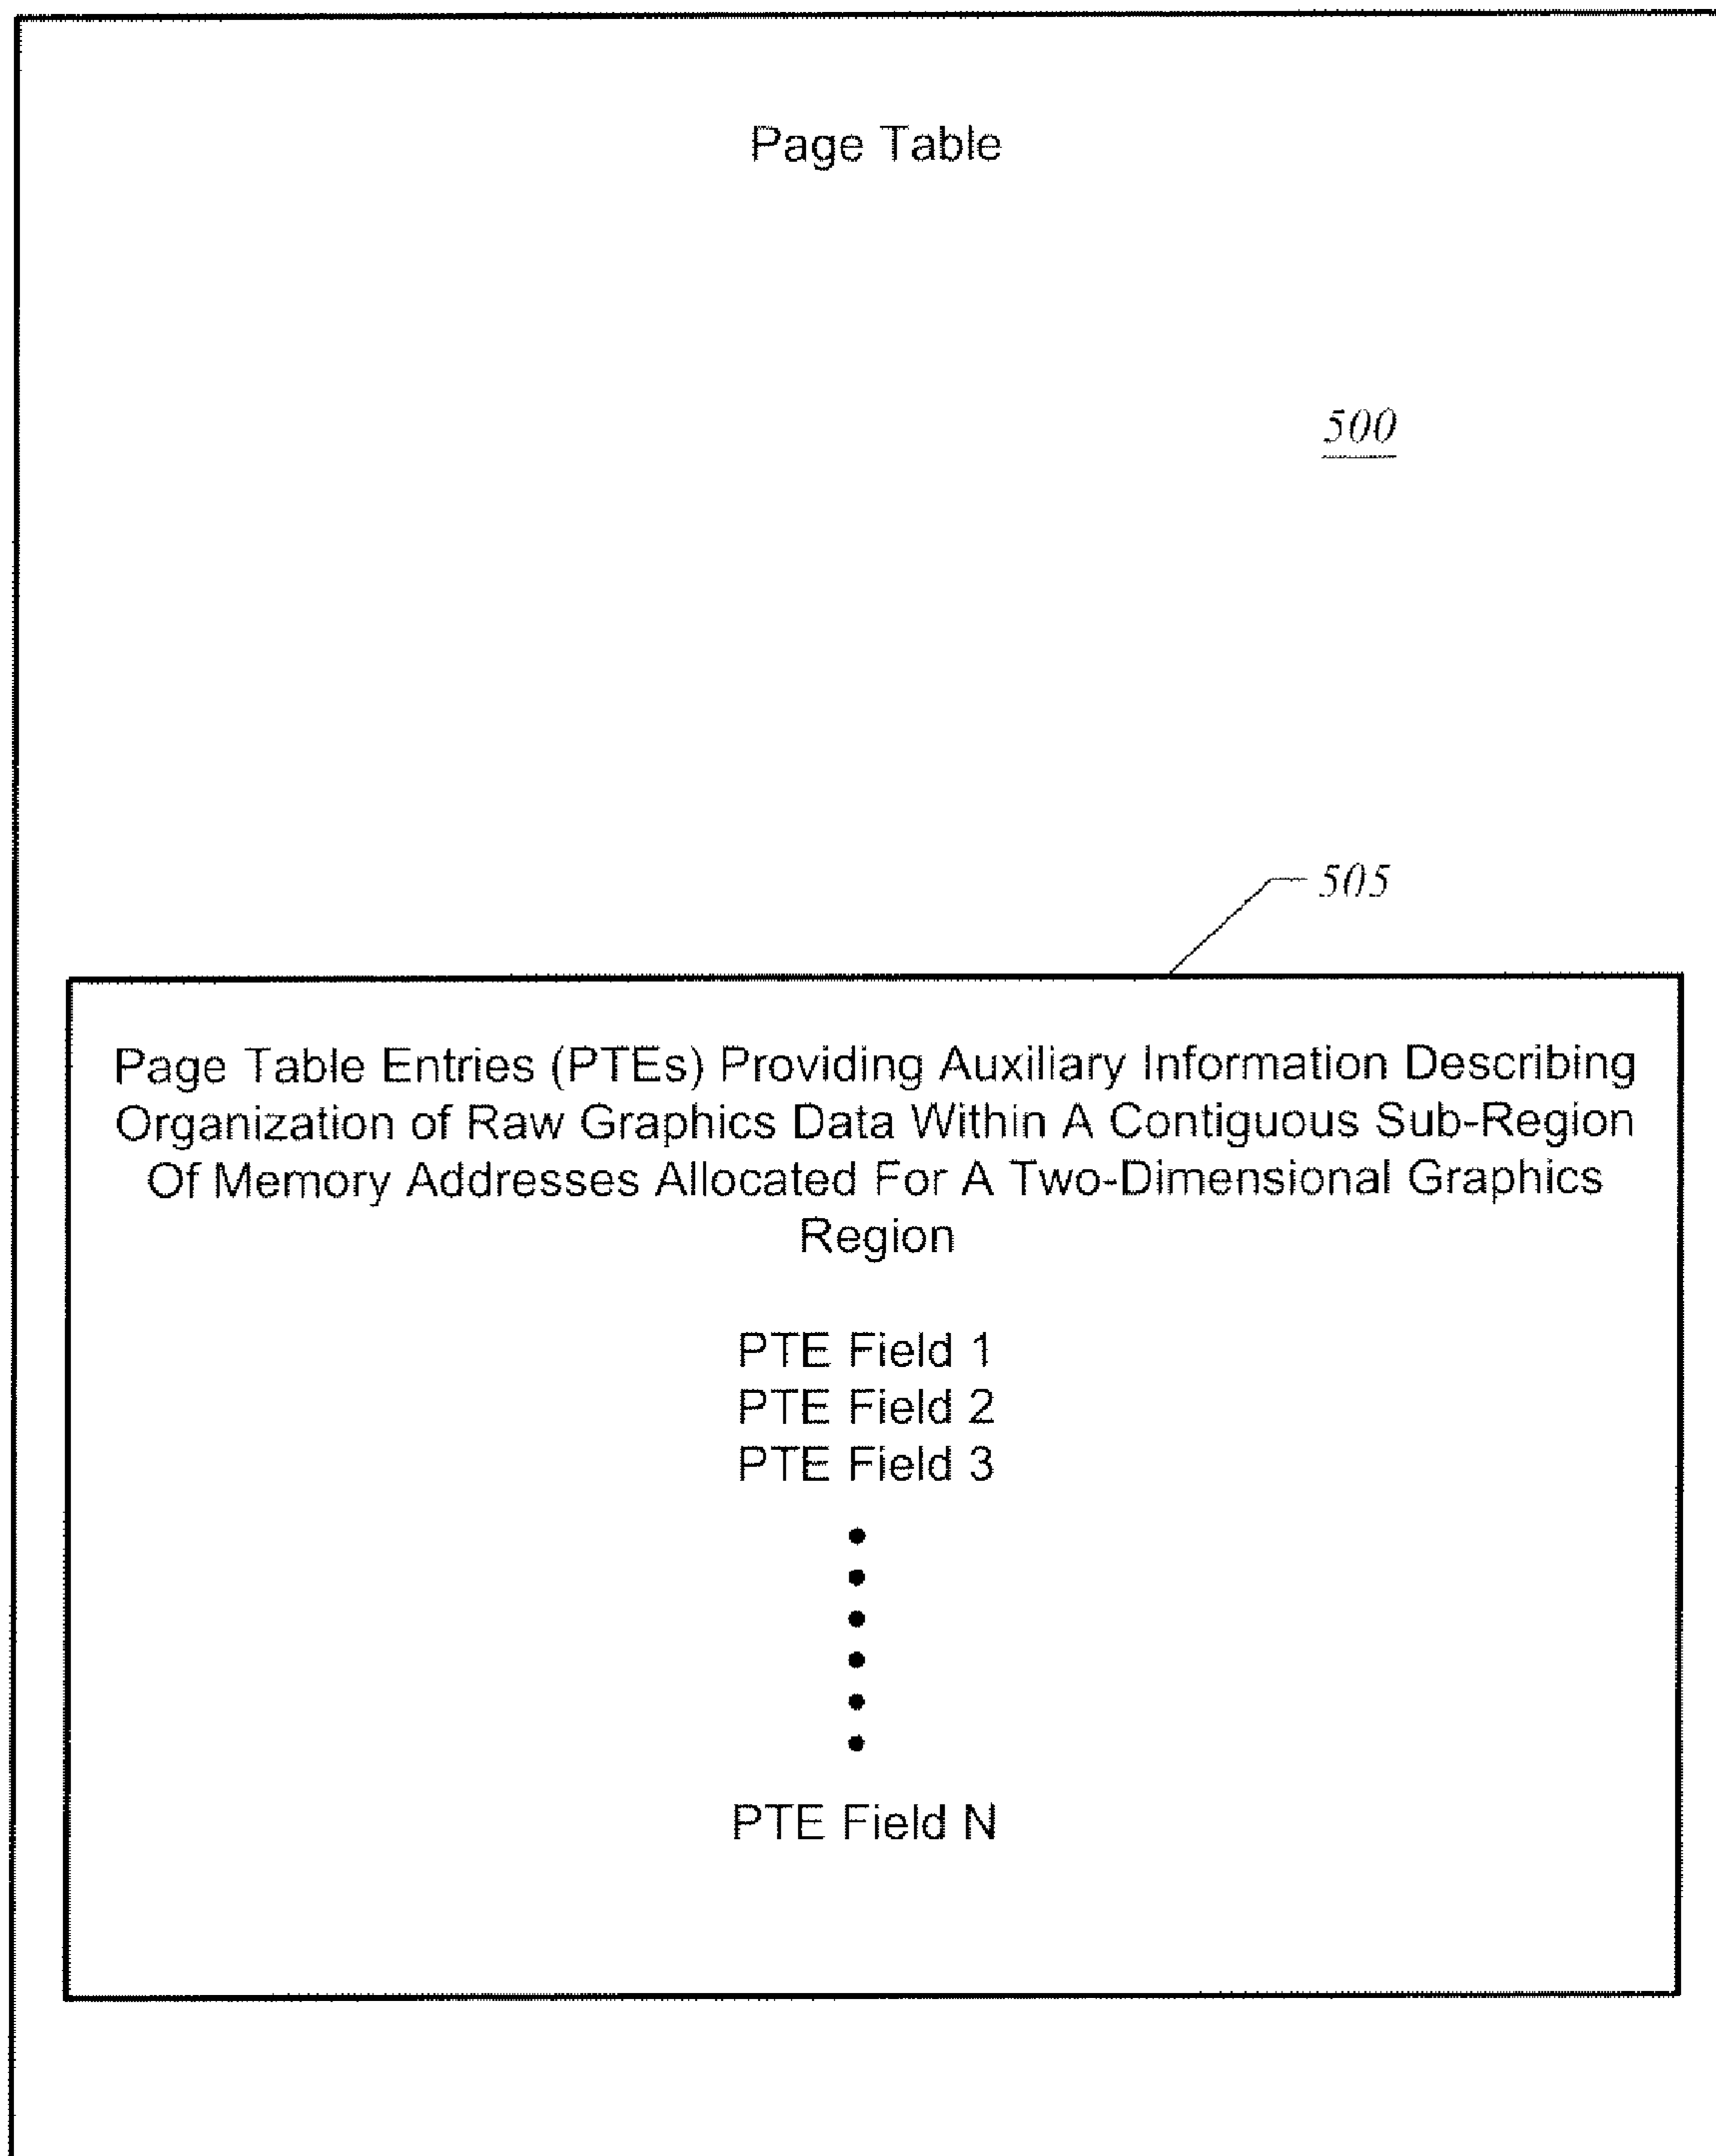 Page Table
500
505
Page Table Entries (PTEs) Providing Auxiliary Information Describing
Organization of Raw Graphics Data Within A Contiguous Sub-Region
Of Memory Addresses Allocated For A Two-Dimensional Graphics
Region
PTE Field 1
PTE Field 2
PTE Field 3
PTE Field N